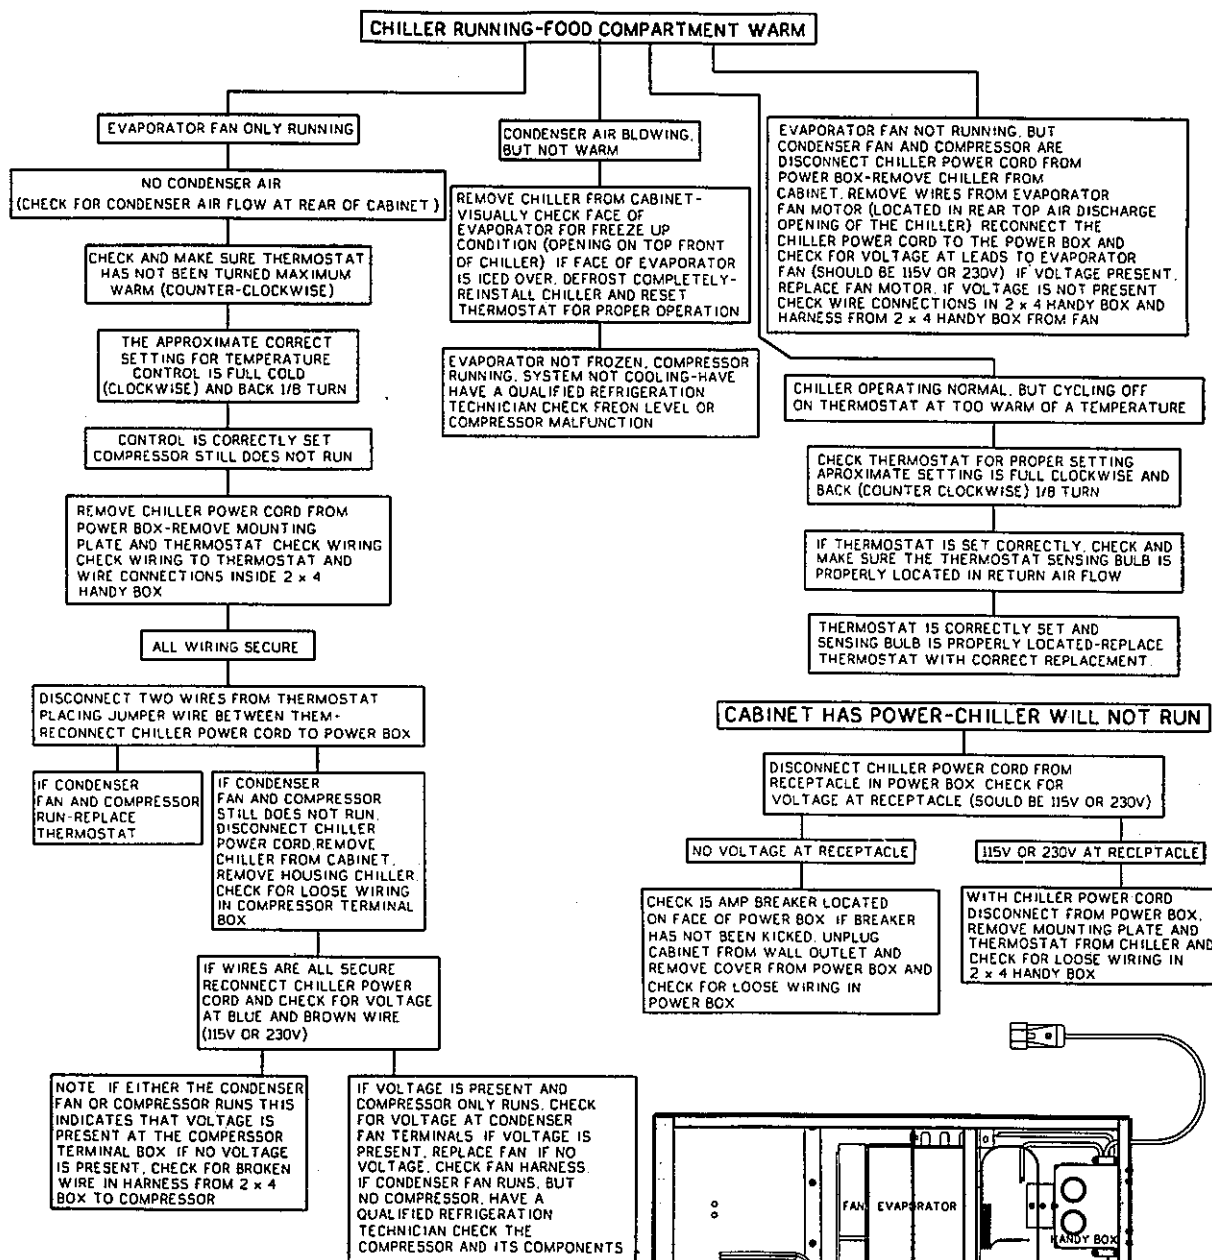 CHILLER RUNNING-FOOD COMPARTMENT WARM
EVAPORATOR FAN ONLY RUNNING
NO CONDENSER AIR
(CHECK FOR CONDENSER AIR FLOW AT REAR OF CABINET)
CHECK AND MAKE SURE THERMOSTAT
HAS NOT BEEN TURNED MAXIMUM
WARM (COUNTER-CLOCKWISE)
THE APPROXIMATE CORRECT
SETTING FOR TEMPERATURE
CONTROL IS FULL COLD
(CLOCKWISE) AND BACK 1/8 TURN
CONTROL IS CORRECTLY SET
COMPRESSOR STILL DOES NOT RUN
REMOVE CHILLER POWER CORD FROM
POWER BOX-REMOVE MOUNTING
PLATE AND THERMOSTAT CHECK WIRING
CHECK WIRING TO THERMOSTAT AND
WIRE CONNECTIONS INSIDE 2 x 4
HANDY BOX
ALL WIRING SECURE
DISCONNECT TWO WIRES FROM THERMOSTAT
PLACING JUMPER WIRE BETWEEN THEM-
RECONNECT CHILLER POWER CORD TO POWER BOX
IF CONDENSER
FAN AND COMPRESSOR
RUN-REPLACE
THERMOSTAT
IF CONDENSER
FAN AND COMPRESSOR
STILL DOES NOT RUN.
DISCONNECT CHILLER
POWER CORD,REMOVE
CHILLER FROM CABINET.
REMOVE HOUSING CHILLER.
CHECK FOR LOOSE WIRING
IN COMPRESSOR TERMINAL
BOX
IF WIRES ARE ALL SECURE
RECONNECT CHILLER POWER
CORD AND CHECK FOR VOLTAGE
AT BLUE AND BROWN WIRE
(115V OR 230V)
NOTE IF EITHER THE CONDENSER
FAN OR COMPRESSOR RUNS THIS
INDICATES THAT VOLTAGE IS
PRESENT AT THE COMPERSSOR
TERMINAL BOX IF NO VOLTAGE
IS PRESENT, CHECK FOR BROKEN
WIRE IN HARNESS FROM 2 x 4
BOX TO COMPRESSOR
IF VOLTAGE IS PRESENT AND
COMPRESSOR ONLY RUNS, CHECK
FOR VOLTAGE AT CONDENSER
FAN TERMINALS IF VOLTAGE IS
PRESENT, REPLACE FAN IF NO
VOLTAGE, CHECK FAN HARNESS.
IF CONDENSER FAN RUNS, BUT
NO COMPRESSOR, HAVE A
QUALIFIED REFRIGERATION
TECHNICIAN CHECK THE
COMPRESSOR AND ITS COMPONENTS
CONDENSER AIR BLOWING,
BUT NOT WARM
REMOVE CHILLER FROM CABINET-
VISUALLY CHECK FACE OF
EVAPORATOR FOR FREEZE UP
CONDITION (OPENING ON TOP FRONT
OF CHILLER) IF FACE OF EVAPORATOR
IS ICED OVER, DEFROST COMPLETELY-
REINSTALL CHILLER AND RESET
THERMOSTAT FOR PROPER OPERATION
EVAPORATOR NOT FROZEN, COMPRESSOR
RUNNING, SYSTEM NOT COOLING-HAVE
HAVE A QUALIFIED REFRIGERATION
TECHNICIAN CHECK FREON LEVEL OR
COMPRESSOR MALFUNCTION
EVAPORATOR FAN NOT RUNNING, BUT
CONDENSER FAN AND COMPRESSOR ARE
DISCONNECT CHILLER POWER CORD FROM
POWER BOX-REMOVE CHILLER FROM
CABINET. REMOVE WIRES FROM EVAPORATOR
FAN MOTOR (LOCATED IN REAR TOP AIR DISCHARGE
OPENING OF THE CHILLER) RECONNECT THE
CHILLER POWER CORD TO THE POWER BOX AND
CHECK FOR VOLTAGE AT LEADS TO EVAPORATOR
FAN (SHOULD BE 115V OR 230V) IF VOLTAGE PRESENT.
REPLACE FAN MOTOR. IF VOLTAGE IS NOT PRESENT
CHECK WIRE CONNECTIONS IN 2 x 4 HANDY BOX AND
HARNESS FROM 2 x 4 HANDY BOX FROM FAN
CHILLER OPERATING NORMAL, BUT CYCLING OFF
ON THERMOSTAT AT TOO WARM OF A TEMPERATURE
CHECK THERMOSTAT FOR PROPER SETTING
APROXIMATE SETTING IS FULL CLOCKWISE AND
BACK (COUNTER CLOCKWISE) 1/8 TURN
IF THERMOSTAT IS SET CORRECTLY, CHECK AND
MAKE SURE THE THERMOSTAT SENSING BULB IS
PROPERLY LOCATED IN RETURN AIR FLOW
THERMOSTAT IS CORRECTLY SET AND
SENSING BULB IS PROPERLY LOCATED-REPLACE
THERMOSTAT WITH CORRECT REPLACEMENT.
CABINET HAS POWER-CHILLER WILL NOT RUN
DISCONNECT CHILLER POWER CORD FROM
RECEPTACLE IN POWER BOX CHECK FOR
VOLTAGE AT RECEPTACLE (SOULD BE 115V OR 230V)
NO VOLTAGE AT RECEPTACLE
115V OR 230V AT RECEPTACLE
CHECK 15 AMP BREAKER LOCATED
ON FACE OF POWER BOX IF BREAKER
HAS NOT BEEN KICKED, UNPLUG
CABINET FROM WALL OUTLET AND
REMOVE COVER FROM POWER BOX AND
CHECK FOR LOOSE WIRING IN
POWER BOX
WITH CHILLER POWER CORD
DISCONNECT FROM POWER BOX,
REMOVE MOUNTING PLATE AND
THERMOSTAT FROM CHILLER AND
CHECK FOR LOOSE WIRING IN
2 x 4 HANDY BOX
FAN
EVAPORATOR
HANDY BOX